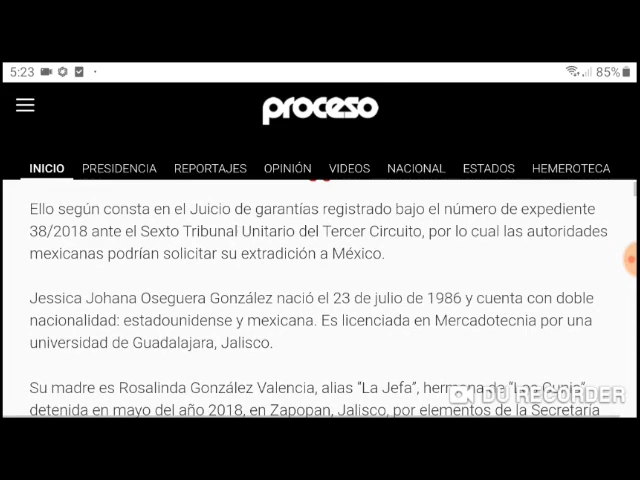 5:23
85%
proceso
INICIO PRESIDENCIA REPORTAJES OPINIÓN VIDEOS NACIONAL ESTADOS HEMEROTECA
Ello según consta en el Juicio de garantías registrado bajo el número de expediente
38/2018 ante el Sexto Tribunal Unitario del Tercer Circuito, por lo cual las autoridades
mexicanas podrían solicitar su extradición a México.
Jessica Johana Oseguera González nació el 23 de julio de 1986 y cuenta con doble
nacionalidad: estadounidense y mexicana. Es licenciada en Mercadotecnia por una
universidad de Guadalajara, Jalisco.
Su madre es Rosalinda González Valencia, alias “La Jefa”, hermana de “Los Cuinis”,
detenida en mayo del año 2018, en Zapopan, Jalisco, por elementos de la Secretaría
DU RECORDER